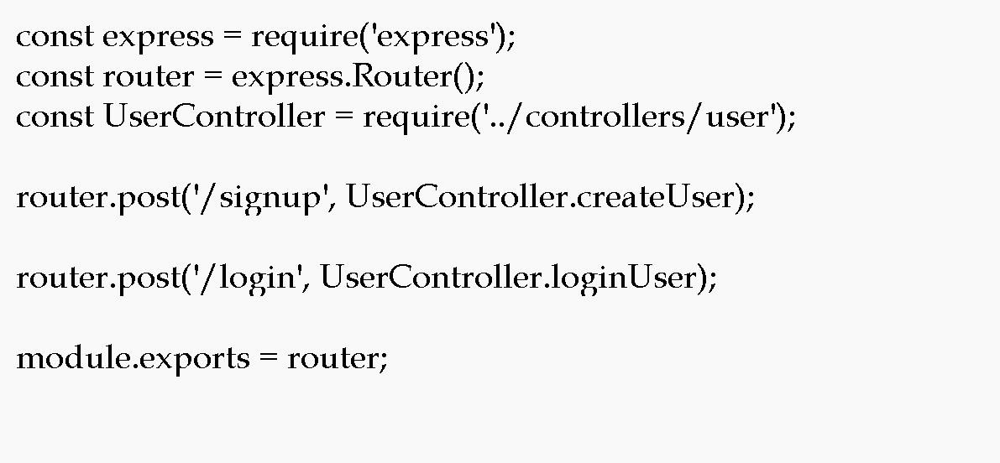 const express = require('express');
const router = express.Router();
const UserController = require('../controllers/user');
router.post('/signup', UserController.createUser);
router.post('/login', UserController.loginUser);
module.exports = router;